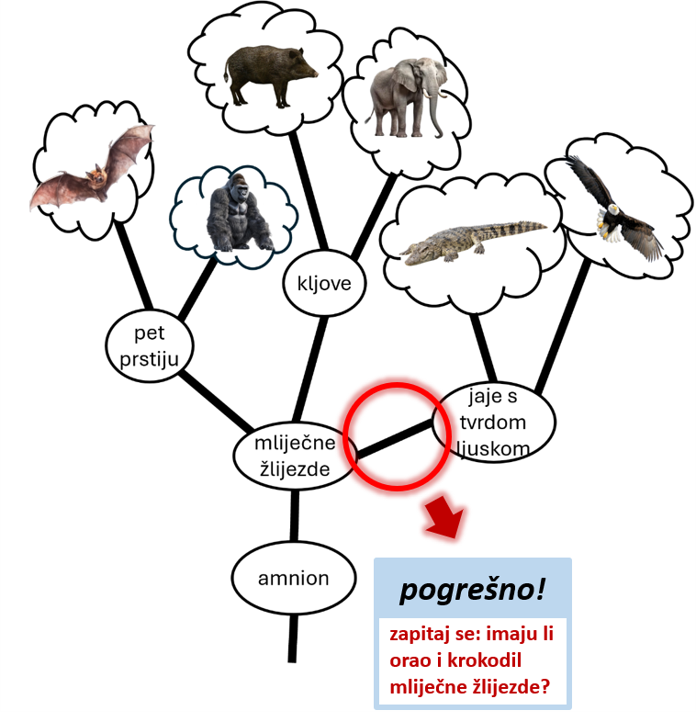 kljove
pet
prstiju
jaje s
tvrdom
ljuskom
mliječne
žlijezde
amnion
pogrešno!
zapitaj se: imaju li
orao i krokodil
mliječne žlijezde?